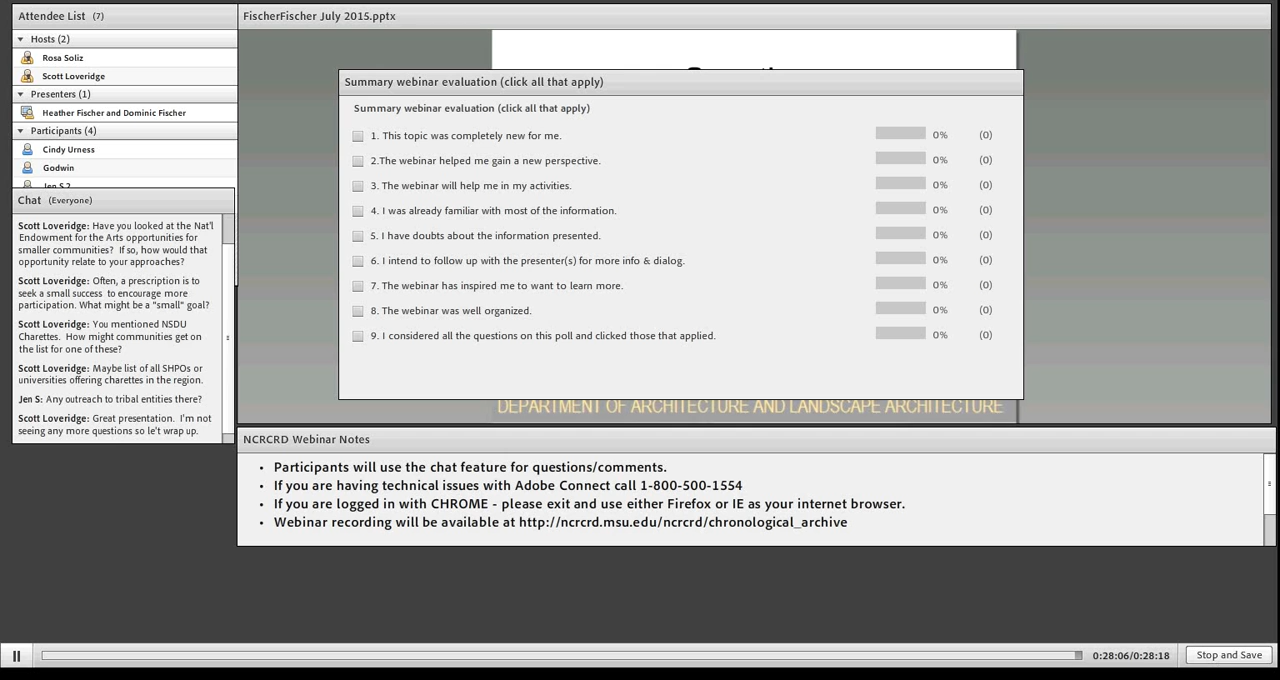 Attendee List (7)
Hosts (2)
Rosa Soliz
Scott Loveridge
Presenters (1)
Heather Fischer and Dominic Fischer
Participants (4)
Cindy Urness
Godwin
Jen S 2
Chat (Everyone)
Scott Loveridge: Have you looked at the Nat'l
Endowment for the Arts opportunities for
smaller communities? If so, how would that
opportunity relate to your approaches?
Scott Loveridge: Often, a prescription is to
seek a small success to encourage more
participation. What might be a "small" goal?
Scott Loveridge: You mentioned NSDU
Charettes. How might communities get on
the list for one of these?
Scott Loveridge: Maybe list of all SHPOs or
universities offering charettes in the region.
Jen S: Any outreach to tribal entities there?
Scott Loveridge: Great presentation. I'm not
seeing any more questions so le't wrap up.
FischerFischer July 2015.pptx
Summary webinar evaluation (click all that apply)
Summary webinar evaluation (click all that apply)
1. This topic was completely new for me. 0% (0)
2.The webinar helped me gain a new perspective. 0% (0)
3. The webinar will help me in my activities. 0% (0)
4. I was already familiar with most of the information. 0% (0)
5. I have doubts about the information presented. 0% (0)
6. I intend to follow up with the presenter(s) for more info & dialog. 0% (0)
7. The webinar has inspired me to want to learn more. 0% (0)
8. The webinar was well organized. 0% (0)
9. I considered all the questions on this poll and clicked those that applied. 0% (0)
DEPARTMENT OF ARCHITECTURE AND LANDSCAPE ARCHITECTURE
NCRCRD Webinar Notes
• Participants will use the chat feature for questions/comments.
• If you are having technical issues with Adobe Connect call 1-800-500-1554
• If you are logged in with CHROME - please exit and use either Firefox or IE as your internet browser.
• Webinar recording will be available at http://ncrcrd.msu.edu/ncrcrd/chronological_archive
0:28:06/0:28:18
Stop and Save